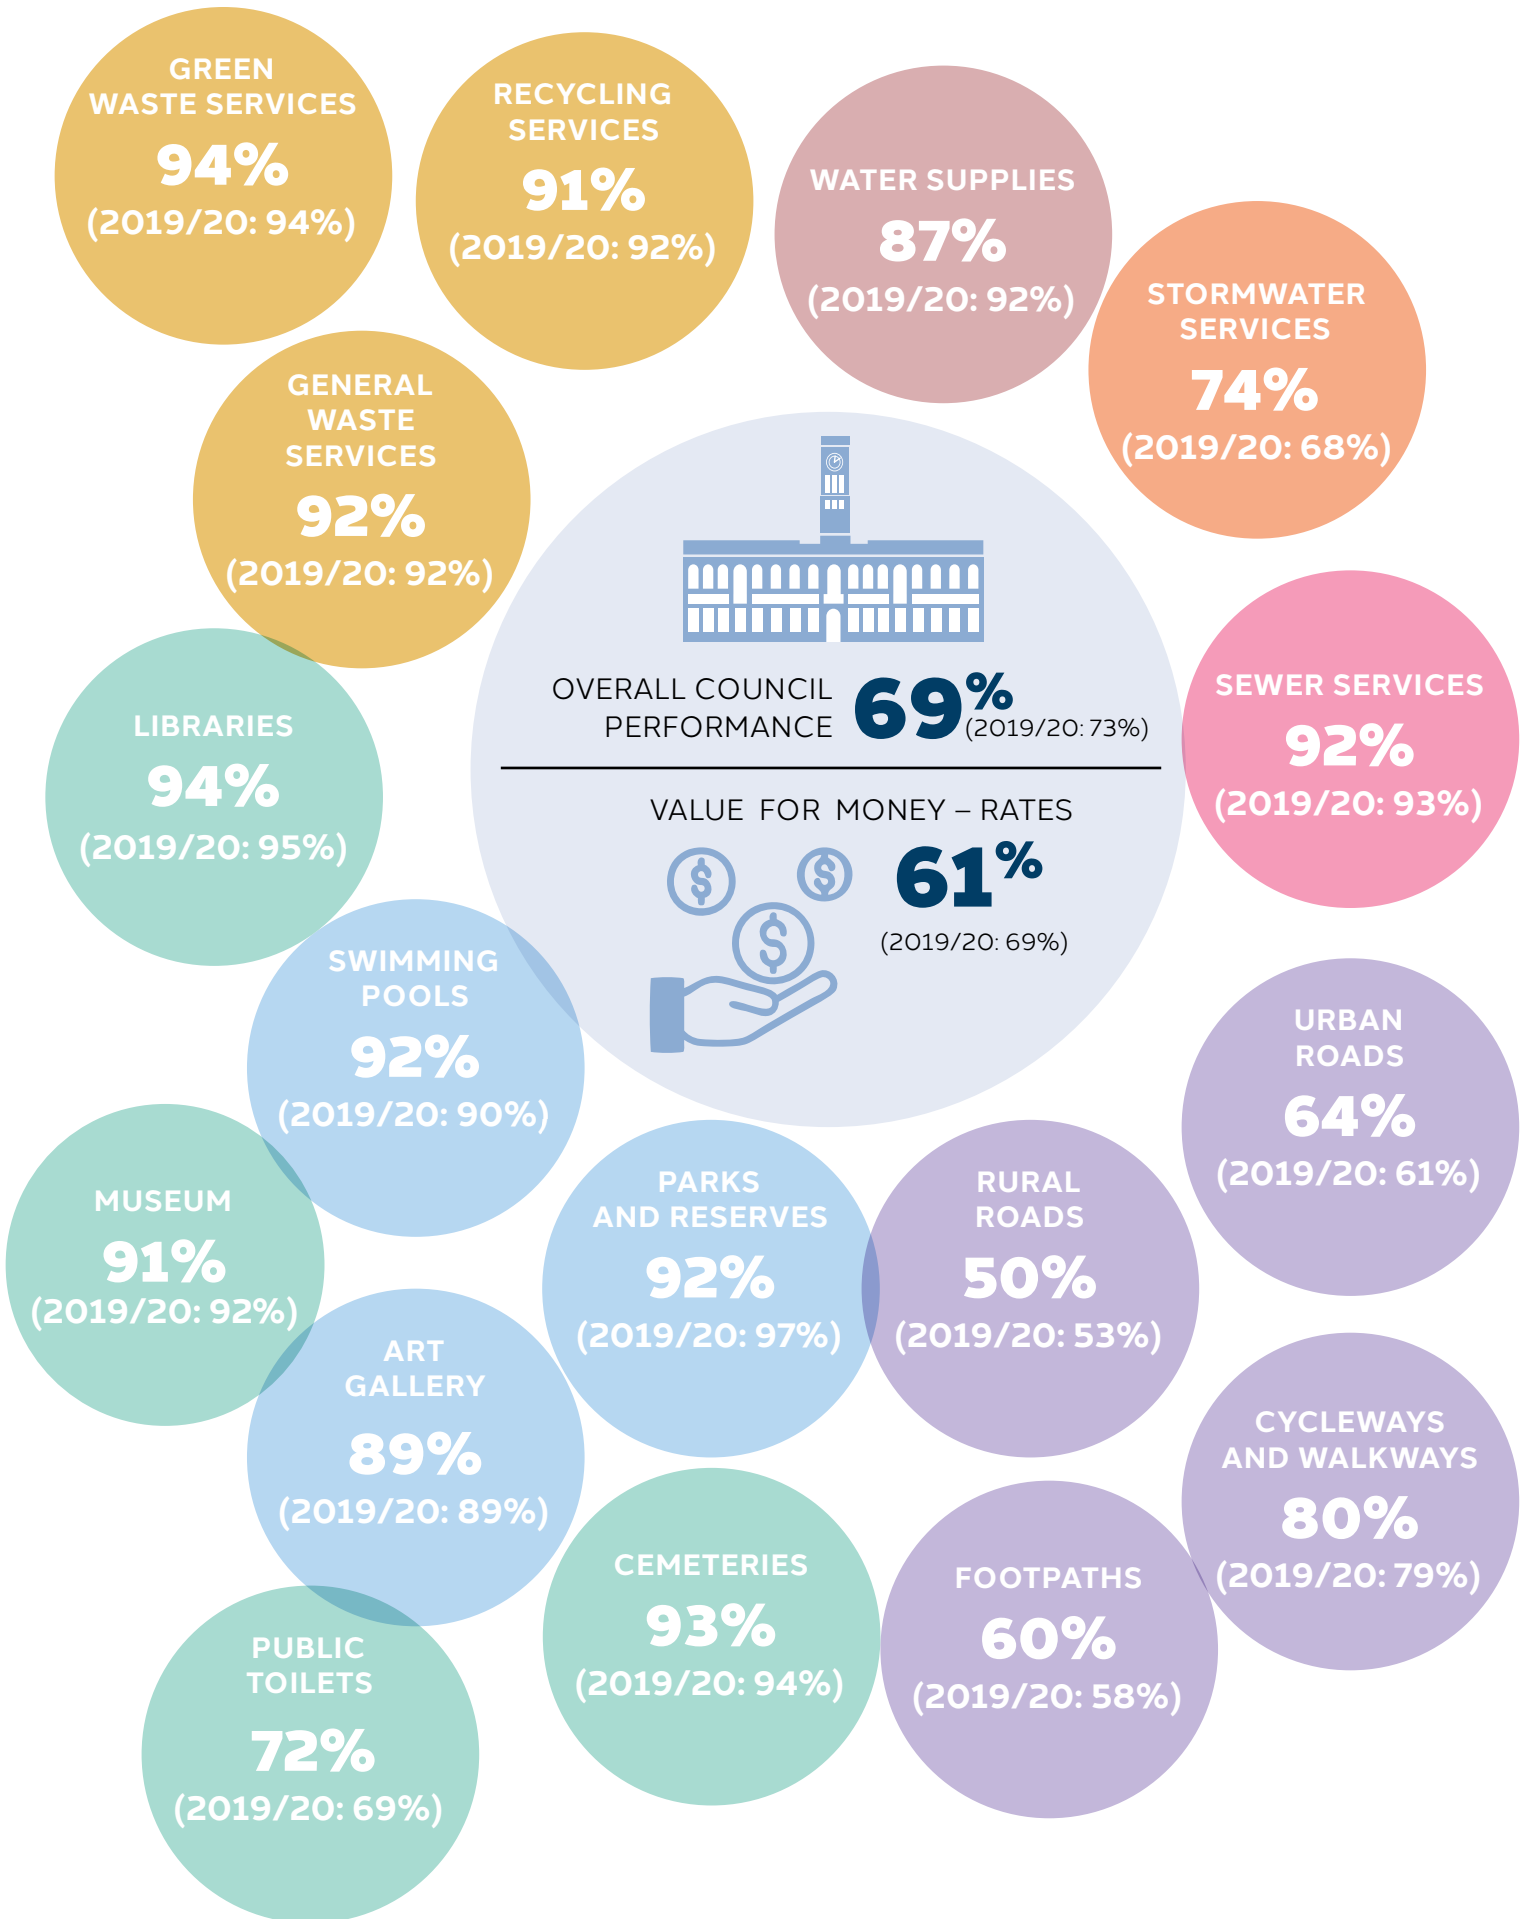 GREEN
WASTE SERVICES
94%
(2019/20: 94%)
RECYCLING
SERVICES
91%
(2019/20: 92%)
WATER SUPPLIES
87%
(2019/20: 92%)
STORMWATER
SERVICES
74%
(2019/20: 68%)
GENERAL
WASTE
SERVICES
92%
(2019/20: 92%)
OVERALL COUNCIL
PERFORMANCE
69%
(2019/20: 73%)
VALUE FOR MONEY – RATES
61%
(2019/20: 69%)
SEWER SERVICES
92%
(2019/20: 93%)
LIBRARIES
94%
(2019/20: 95%)
SWIMMING
POOLS
92%
(2019/20: 90%)
URBAN
ROADS
64%
(2019/20: 61%)
MUSEUM
91%
(2019/20: 92%)
PARKS
AND RESERVES
92%
(2019/20: 97%)
RURAL
ROADS
50%
(2019/20: 53%)
ART
GALLERY
89%
(2019/20: 89%)
CYCLEWAYS
AND WALKWAYS
80%
(2019/20: 79%)
CEMETERIES
93%
(2019/20: 94%)
FOOTPATHS
60%
(2019/20: 58%)
PUBLIC
TOILETS
72%
(2019/20: 69%)